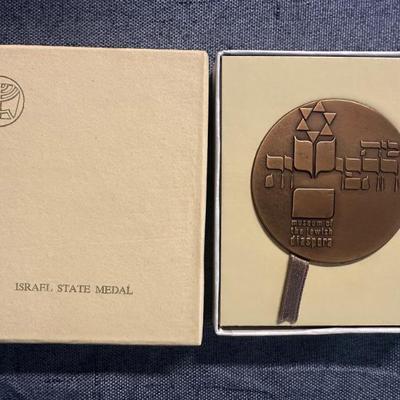 ISRAEL STATE MEDAL
museum of
the jewish
diaspora